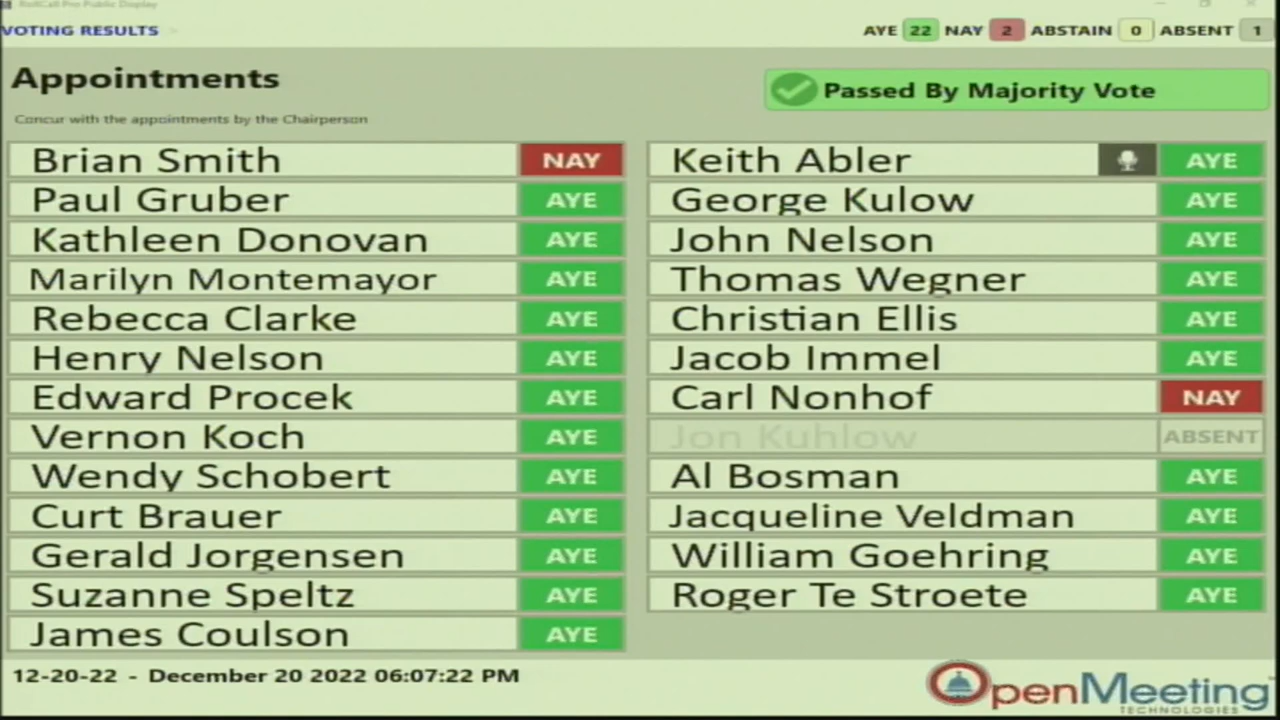 RollCall Pro Public Display
VOTING RESULTS >
AYE 22 NAY 2 ABSTAIN 0 ABSENT 1
Appointments
Passed By Majority Vote
Concur with the appointments by the Chairperson
Brian Smith NAY
Paul Gruber AYE
Kathleen Donovan AYE
Marilyn Montemayor AYE
Rebecca Clarke AYE
Henry Nelson AYE
Edward Procek AYE
Vernon Koch AYE
Wendy Schobert AYE
Curt Brauer AYE
Gerald Jorgensen AYE
Suzanne Speltz AYE
James Coulson AYE
Keith Abler AYE
George Kulow AYE
John Nelson AYE
Thomas Wegner AYE
Christian Ellis AYE
Jacob Immel AYE
Carl Nonhof NAY
Jon Kuhlow ABSENT
Al Bosman AYE
Jacqueline Veldman AYE
William Goehring AYE
Roger Te Stroete AYE
12-20-22 - December 20 2022 06:07:22 PM
OpenMeeting
TECHNOLOGIES